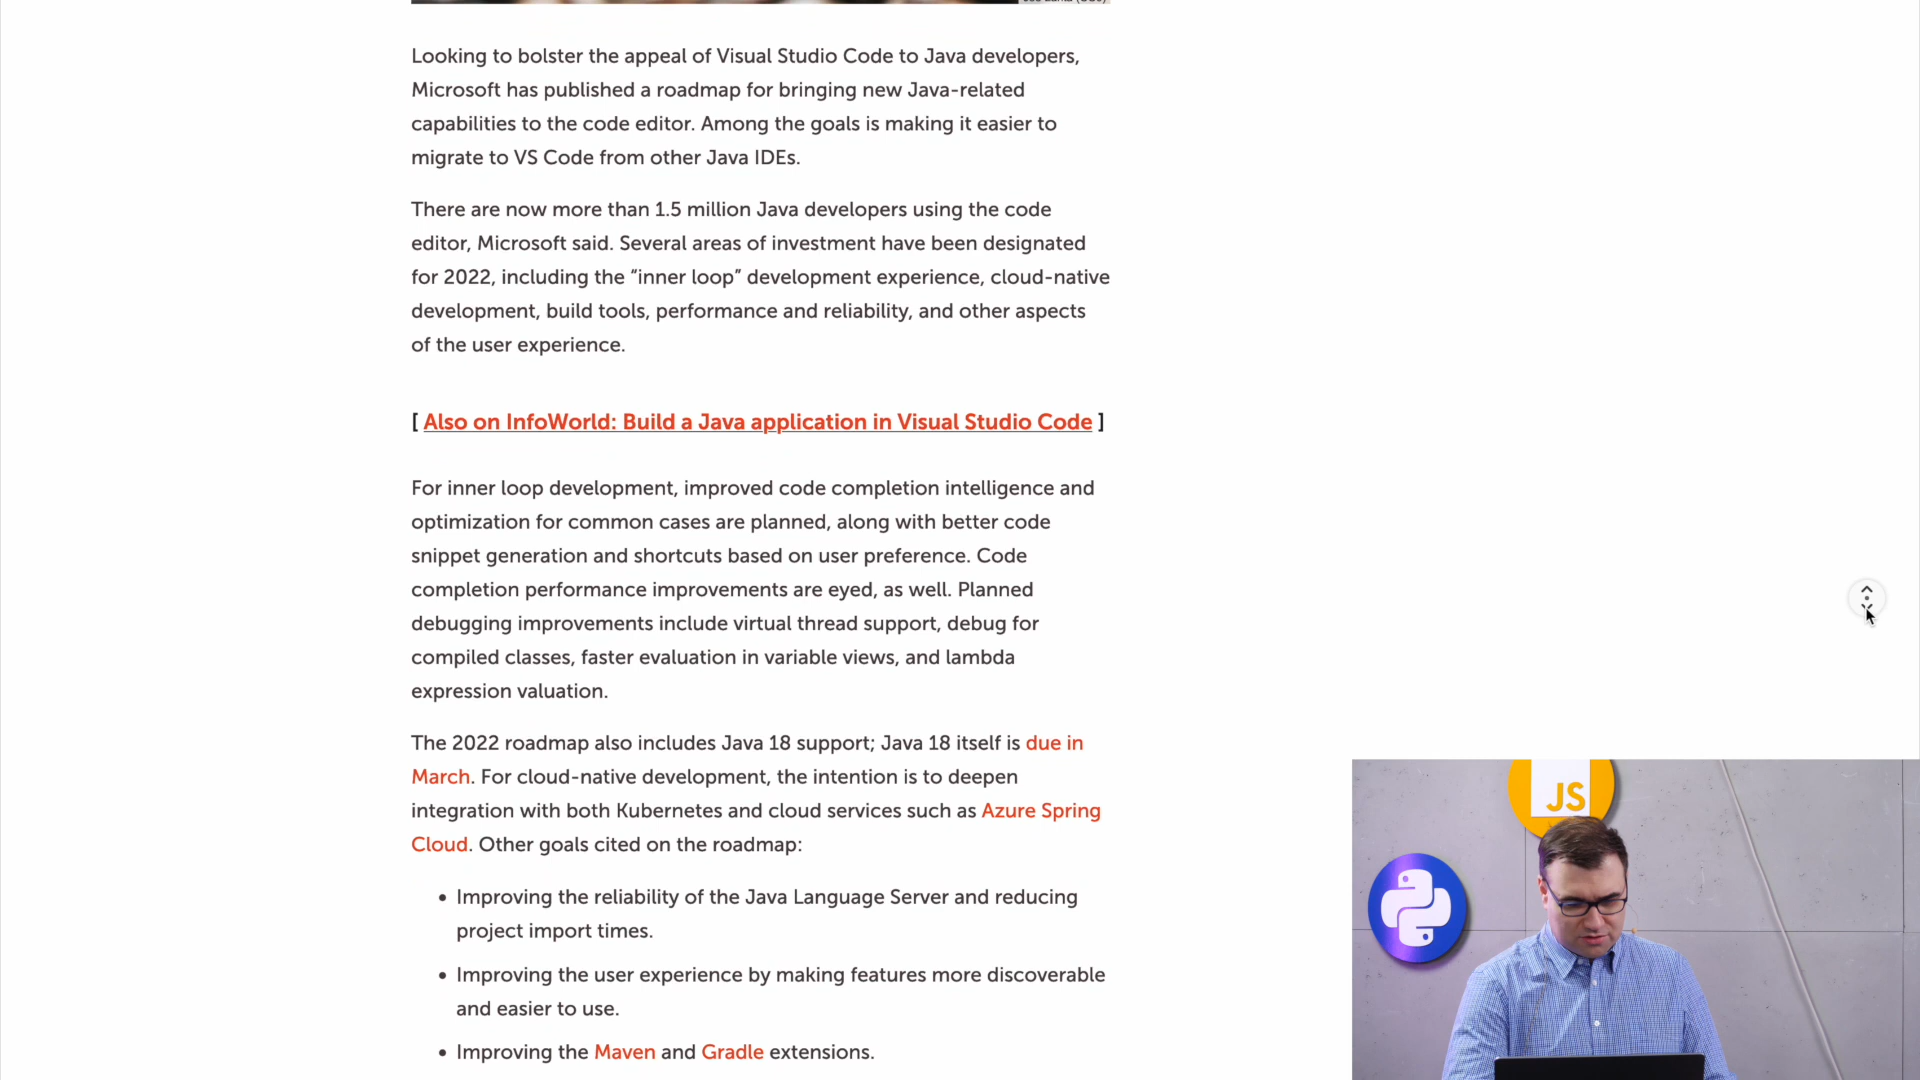 Looking to bolster the appeal of Visual Studio Code to Java developers,
Microsoft has published a roadmap for bringing new Java-related
capabilities to the code editor. Among the goals is making it easier to
migrate to VS Code from other Java IDEs.
There are now more than 1.5 million Java developers using the code
editor, Microsoft said. Several areas of investment have been designated
for 2022, including the “inner loop” development experience, cloud-native
development, build tools, performance and reliability, and other aspects
of the user experience.
[ Also on InfoWorld: Build a Java application in Visual Studio Code ]
For inner loop development, improved code completion intelligence and
optimization for common cases are planned, along with better code
snippet generation and shortcuts based on user preference. Code
completion performance improvements are eyed, as well. Planned
debugging improvements include virtual thread support, debug for
compiled classes, faster evaluation in variable views, and lambda
expression valuation.
The 2022 roadmap also includes Java 18 support; Java 18 itself is due in
March. For cloud-native development, the intention is to deepen
integration with both Kubernetes and cloud services such as Azure Spring
Cloud. Other goals cited on the roadmap:
• Improving the reliability of the Java Language Server and reducing
project import times.
• Improving the user experience by making features more discoverable
and easier to use.
• Improving the Maven and Gradle extensions.
JS